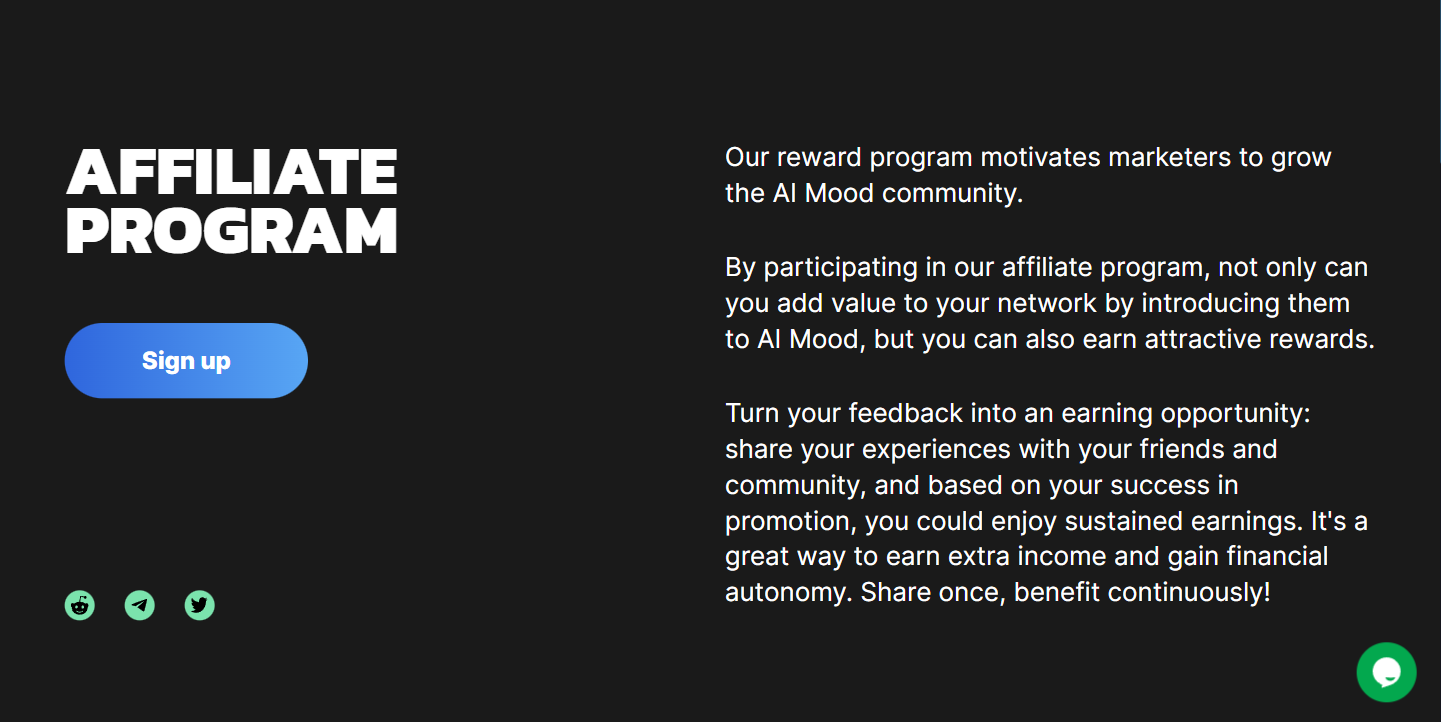 AFFILIATE
PROGRAM
Sign up
Our reward program motivates marketers to grow
the AI Mood community.
By participating in our affiliate program, not only can
you add value to your network by introducing them
to AI Mood, but you can also earn attractive rewards.
Turn your feedback into an earning opportunity:
share your experiences with your friends and
community, and based on your success in
promotion, you could enjoy sustained earnings. It's a
great way to earn extra income and gain financial
autonomy. Share once, benefit continuously!